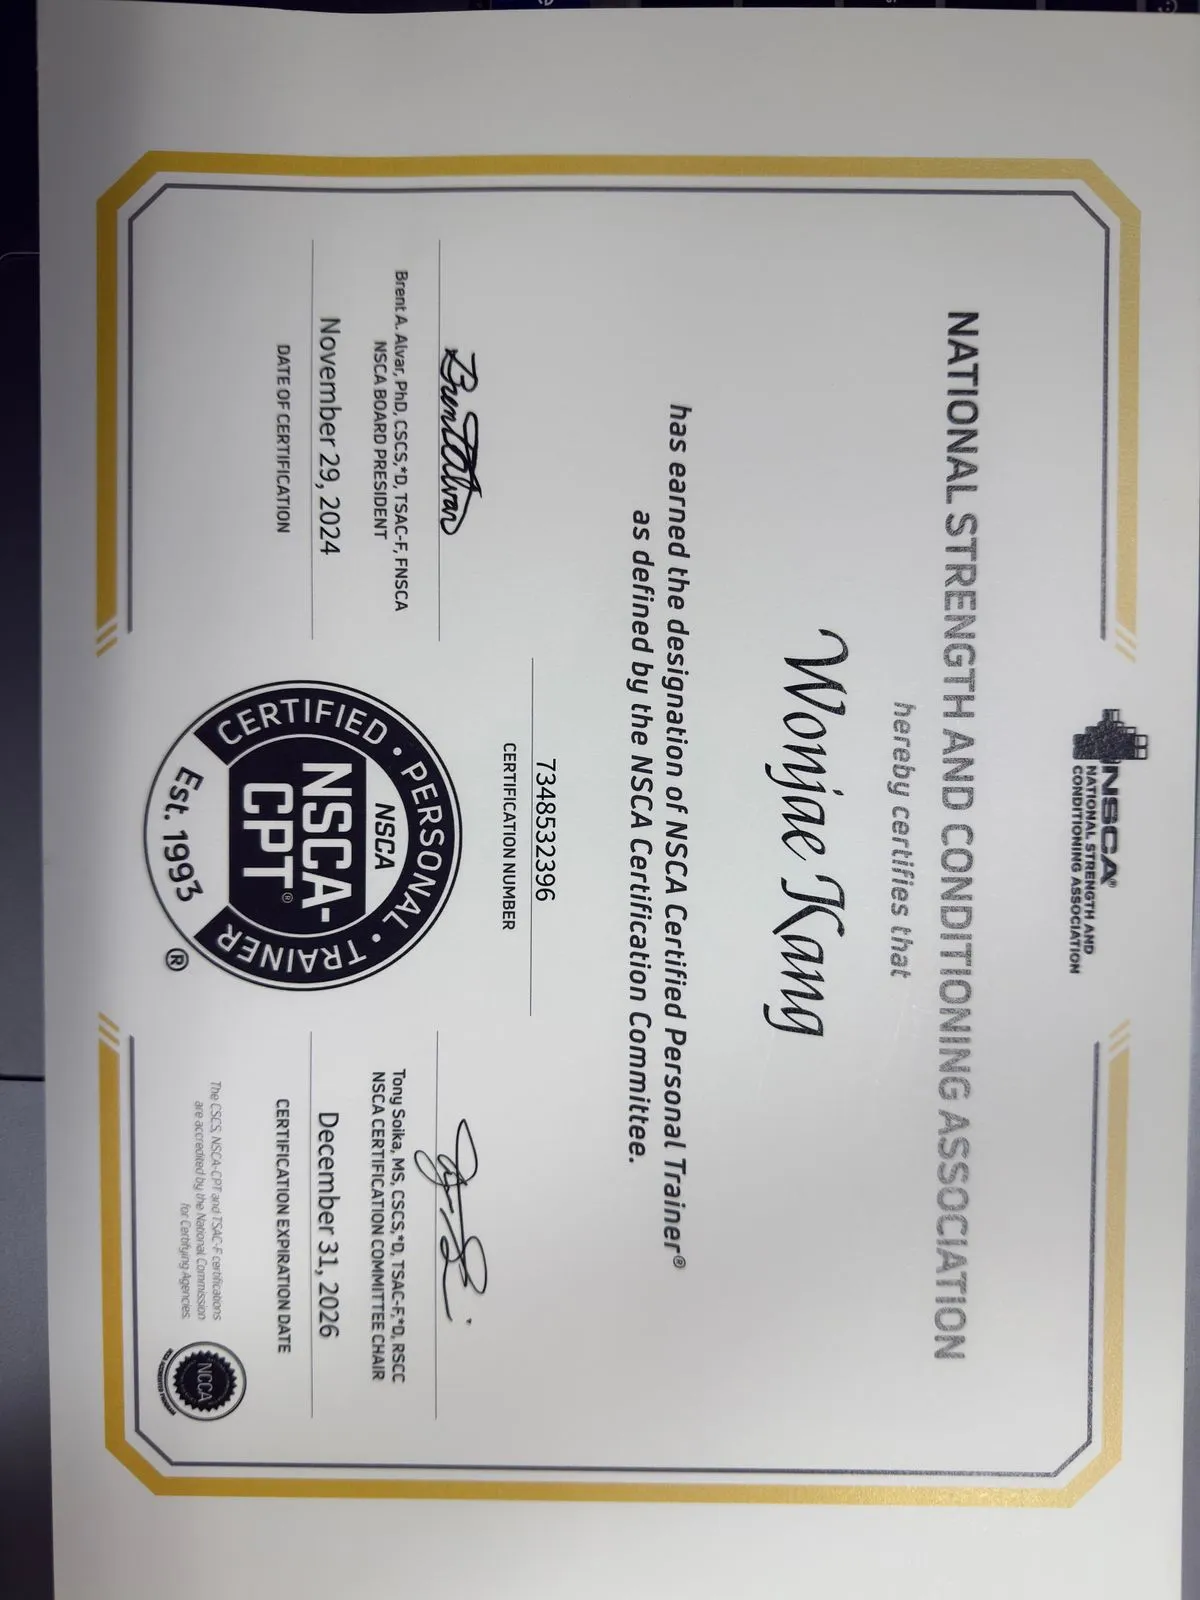 NSCA®
NATIONAL STRENGTH AND
CONDITIONING ASSOCIATION
NATIONAL STRENGTH AND CONDITIONING ASSOCIATION
hereby certifies that
Wonjae Kang
has earned the designation of NSCA Certified Personal Trainer®
as defined by the NSCA Certification Committee.
7348532396
CERTIFICATION NUMBER
Brent A. Alvar, PhD, CSCS,*D, TSAC-F, FNSCA
NSCA BOARD PRESIDENT
November 29, 2024
DATE OF CERTIFICATION
CERTIFIED • PERSONAL • TRAINER
NSCA
NSCA-
CPT®
Est. 1993
®
Tony Soika, MS, CSCS,*D, TSAC-F,*D, RSCC
NSCA CERTIFICATION COMMITTEE CHAIR
December 31, 2026
CERTIFICATION EXPIRATION DATE
The CSCS, NSCA-CPT and TSAC-F certifications
are accredited by the National Commission
for Certifying Agencies.
NCCA